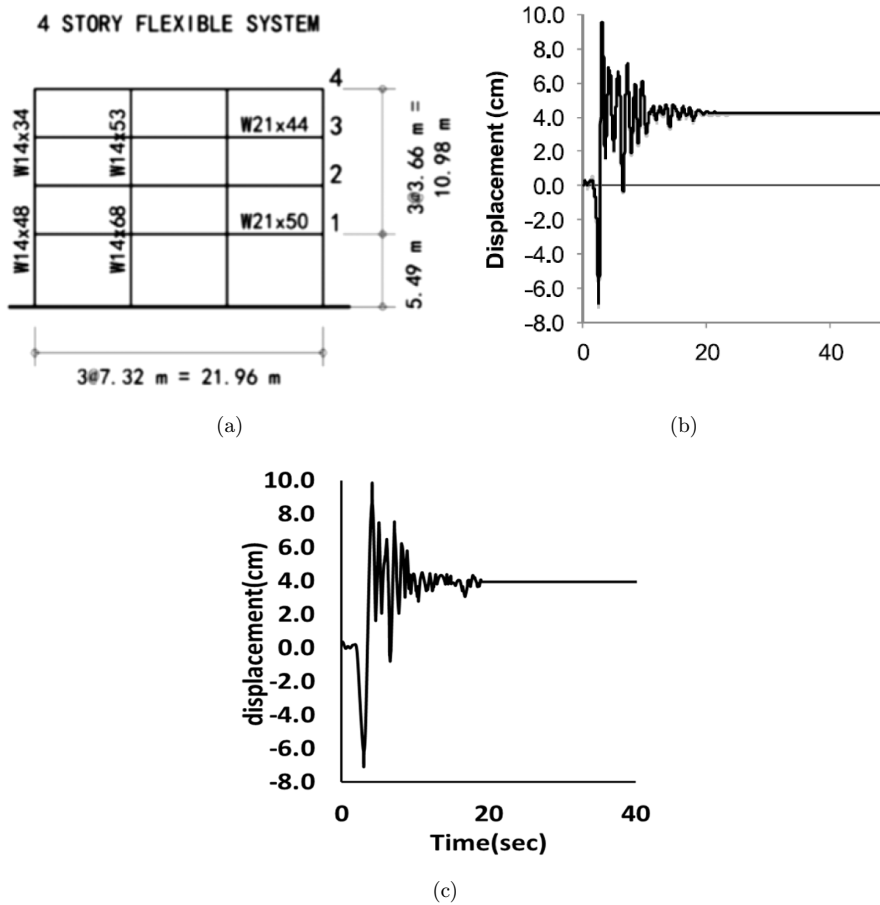 4 STORY FLEXIBLE SYSTEM
4
W14x34
W14x53
W21x44
3
2
W14x48
W14x68
W21x50
1
5.49 m
3@3.66 m =
10.98 m
3@7.32 m = 21.96 m
(a)
Displacement (cm)
10.0
8.0
6.0
4.0
2.0
0.0
-2.0
-4.0
-6.0
-8.0
0
20
40
(b)
displacement(cm)
10.0
8.0
6.0
4.0
2.0
0.0
-2.0
-4.0
-6.0
-8.0
0
20
40
Time(sec)
(c)